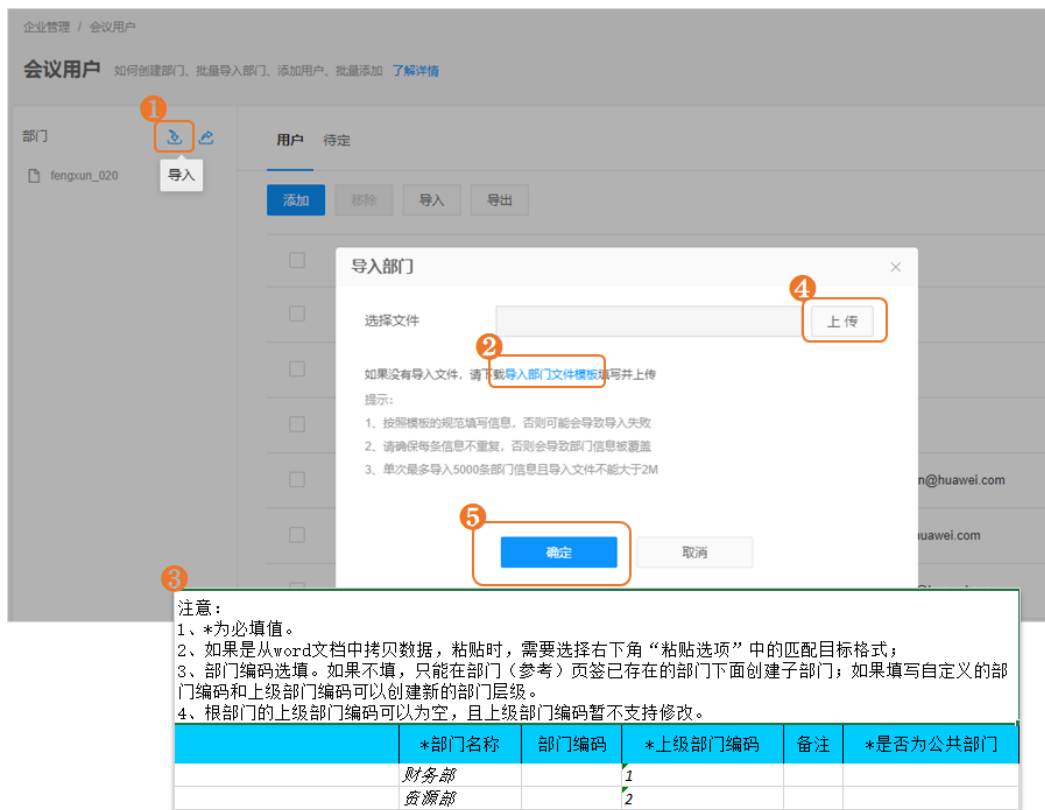 企业管理 / 会议用户
会议用户 如何创建部门、批量导入部门、添加用户、批量添加 了解详情
1
部门
用户 待定
fengxun_020
导入
添加 移除 导入 导出
导入部门
4
选择文件 上 传
2
如果没有导入文件，请下载导入部门文件模板填写并上传
提示：
1、按照模板的规范填写信息，否则可能会导致导入失败
2、请确保每条信息不重复，否则会导致部门信息被覆盖
3、单次最多导入5000条部门信息且导入文件不能大于2M
n@huawei.com
5
确定 取消
uawei.com
3
注意：
1、*为必填值。
2、如果是从word文档中拷贝数据，粘贴时，需要选择右下角“粘贴选项”中的匹配目标格式；
3、部门编码选填。如果不填，只能在部门（参考）页签已存在的部门下面创建子部门；如果填写自定义的部
门编码和上级部门编码可以创建新的部门层级。
4、根部门的上级部门编码可以为空，且上级部门编码暂不支持修改。
*部门名称 部门编码 *上级部门编码 备注 *是否为公共部门
财务部 1
资源部 2